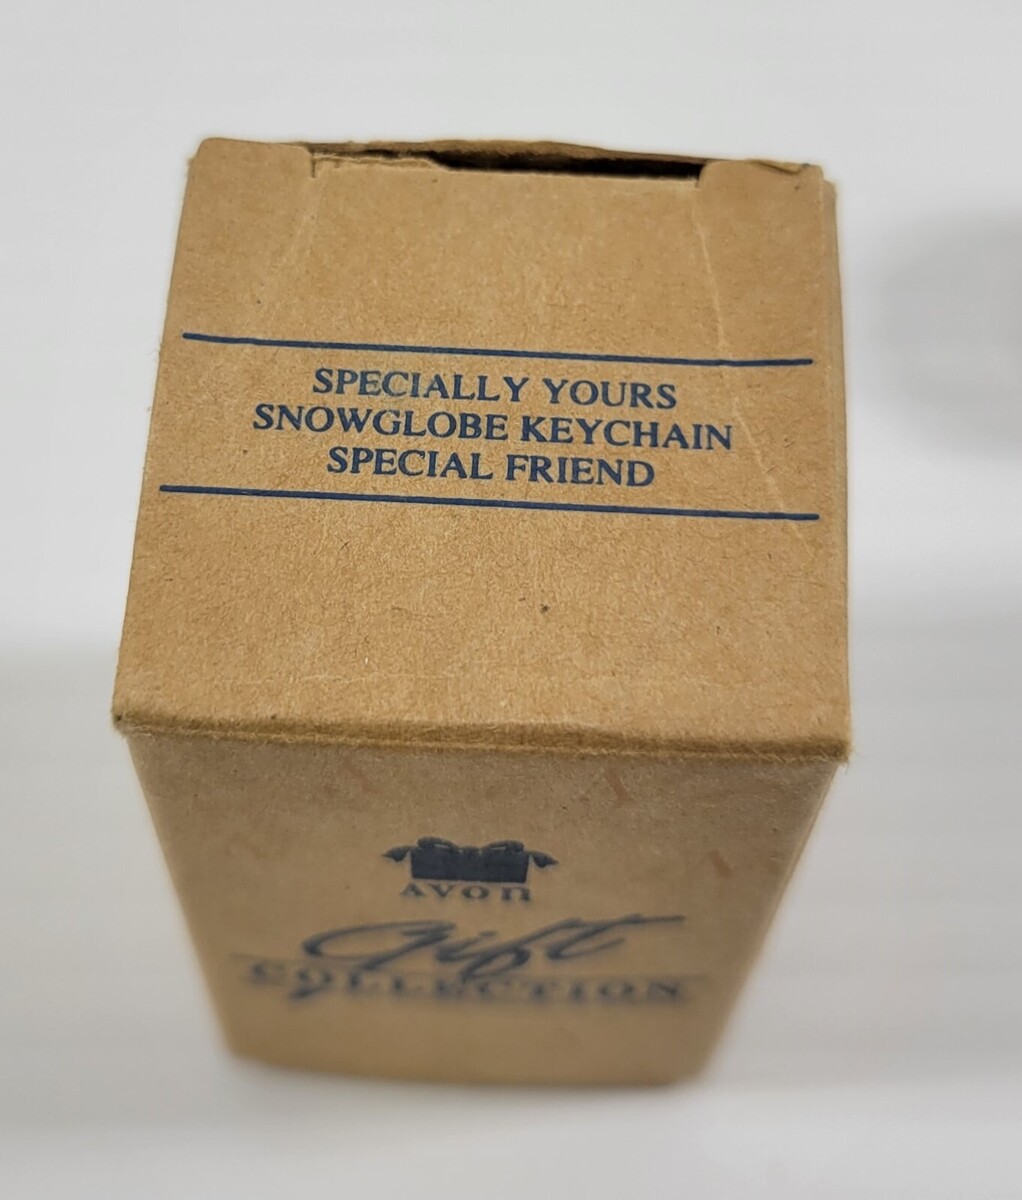 SPECIALLY YOURS
SNOWGLOBE KEYCHAIN
SPECIAL FRIEND
AVON
Gift
COLLECTION